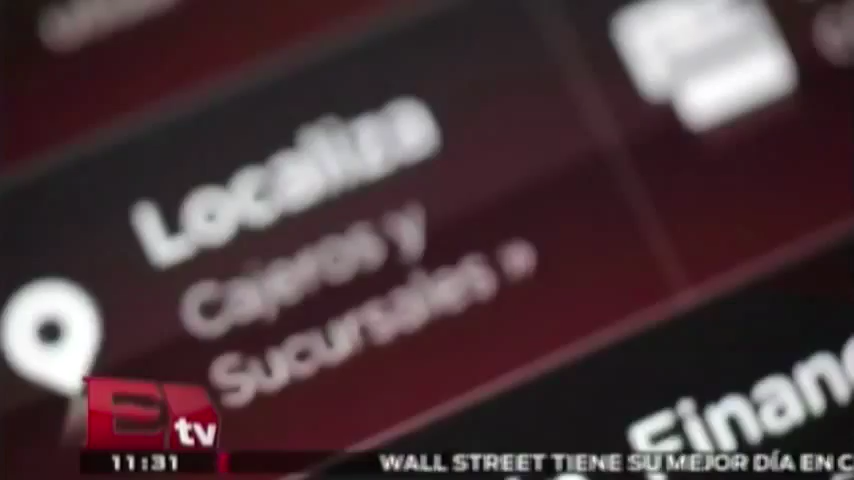 Localiza
Cajeros y
Sucursales »
Financ
E tv
11:31
WALL STREET TIENE SU MEJOR DÍA EN C